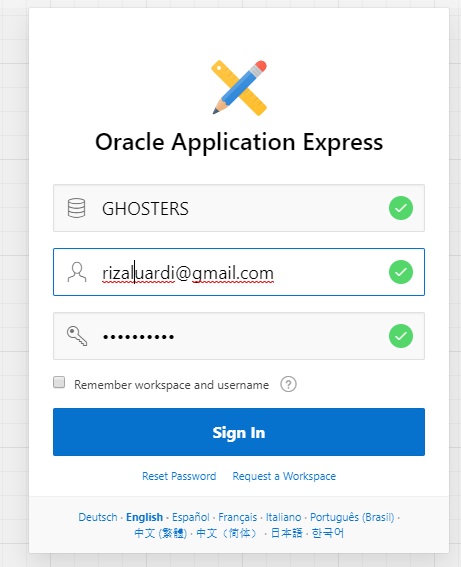 Oracle Application Express
GHOSTERS
rizaluardi@gmail.com
••••••••••
Remember workspace and username ?
Sign In
Reset Password Request a Workspace
Deutsch · English · Español · Français · Italiano · Português (Brasil) ·
中文 (繁體) · 中文（简体） · 日本語 · 한국어